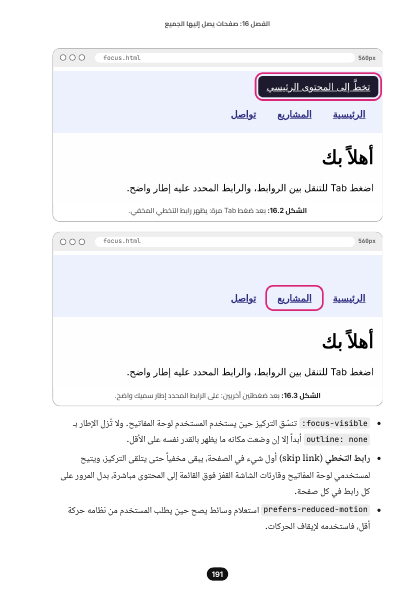 الفصل 16: صفحات يصل إليها الجميع
focus.html 560px
تخطَّ إلى المحتوى الرئيسي
الرئيسية المشاريع تواصل
أهلاً بك
اضغط Tab للتنقل بين الروابط، والرابط المحدد عليه إطار واضح.
الشكل 16.2: بعد ضغطة Tab مرة: يظهر رابط التخطي المخفي.
focus.html 560px
الرئيسية المشاريع تواصل
أهلاً بك
اضغط Tab للتنقل بين الروابط، والرابط المحدد عليه إطار واضح.
الشكل 16.3: بعد ضغطتين أخريين: على الرابط المحدد إطار سميك واضح.
• :focus-visible تنسّق التركيز حين يستخدم المستخدم لوحة المفاتيح. ولا تُزِل الإطار بـ
outline: none أبداً إلا إن وضعت مكانه ما يظهر بالقدر نفسه على الأقل.
• رابط التخطي (skip link) أول شيء في الصفحة، يبقى مخفياً حتى يتلقى التركيز، ويتيح
لمستخدمي لوحة المفاتيح وقارئات الشاشة القفز فوق القائمة إلى المحتوى مباشرة، بدل المرور على
كل رابط في كل صفحة.
• prefers-reduced-motion استعلام وسائط يصح حين يطلب المستخدم من نظامه حركة
أقل، فاستخدمه لإيقاف الحركات.
191